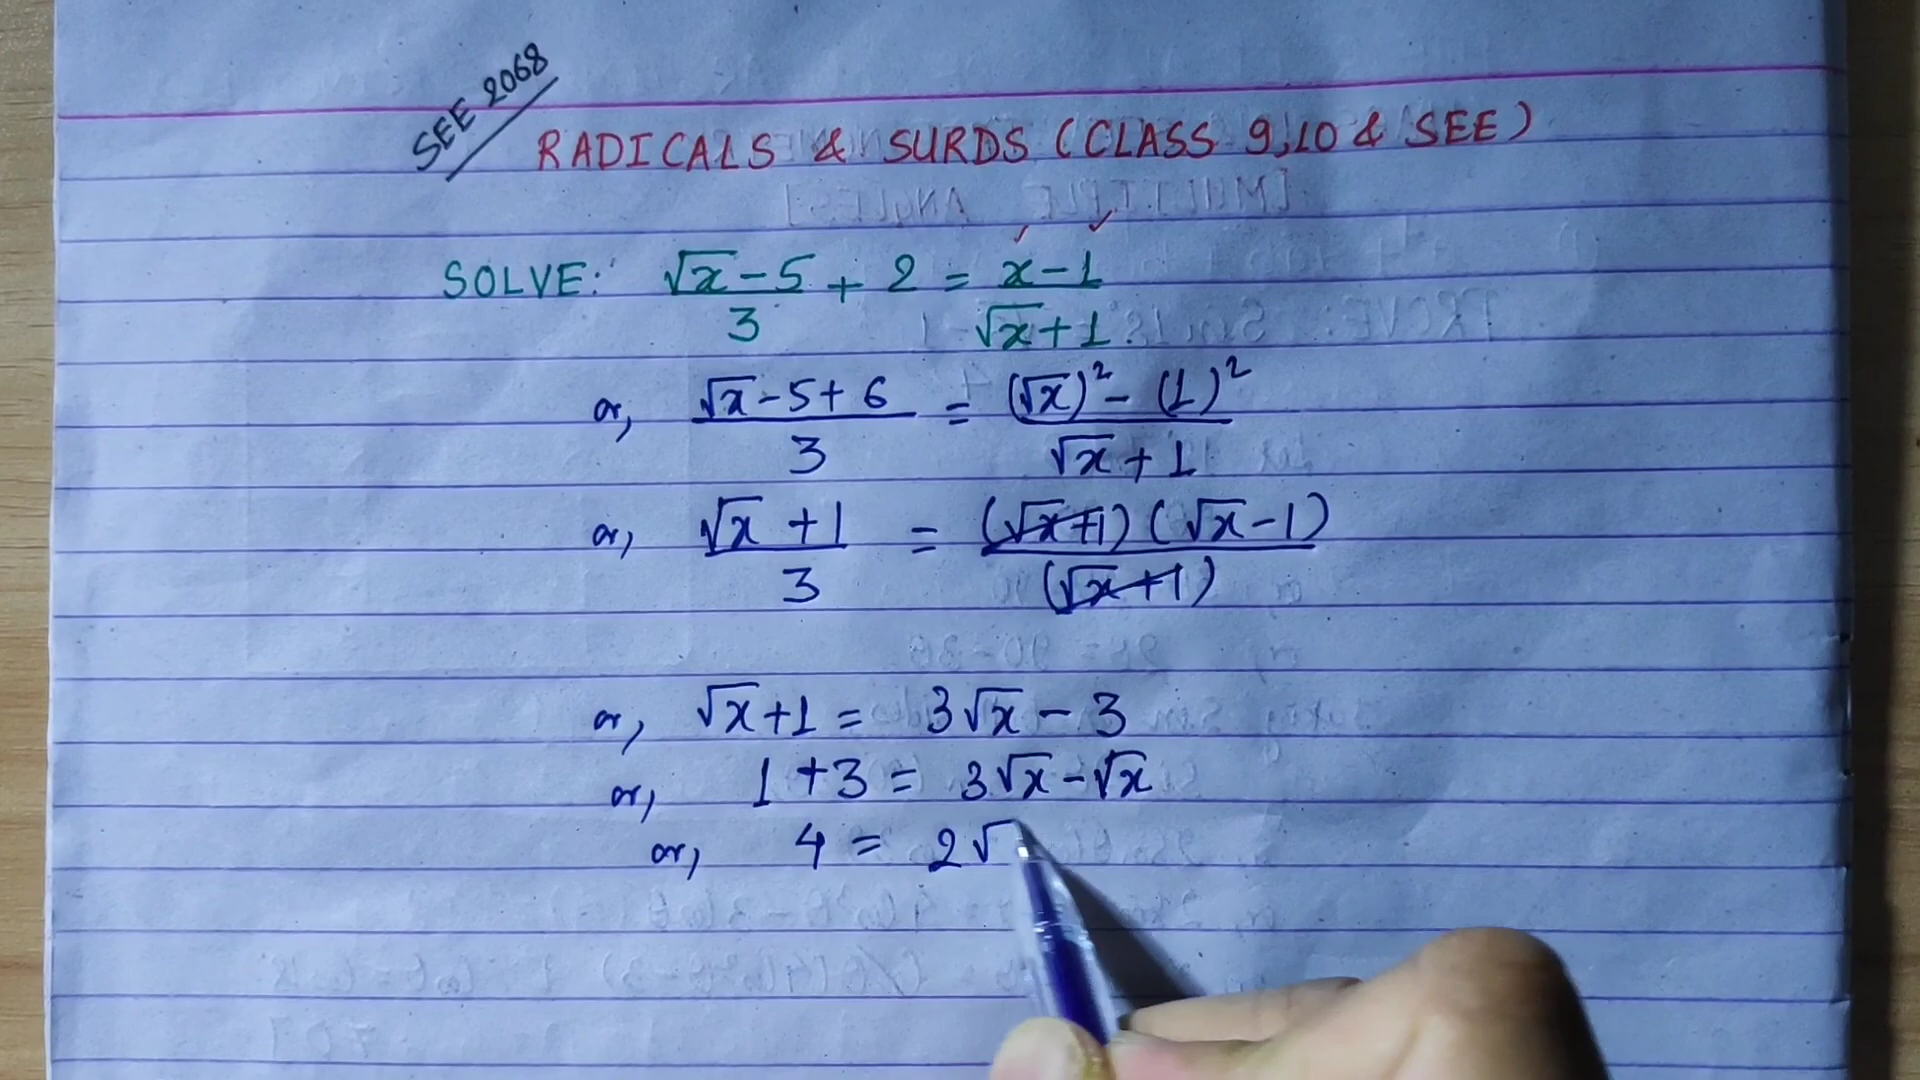 SEE 2068
RADICALS & SURDS (CLASS 9,10 & SEE)
SOLVE: (√x-5)/3 + 2 = (x-1)/(√x+1)
or, (√x-5+6)/3 = ((√x)² - (1)²)/(√x+1)
or, (√x+1)/3 = (√x+1)(√x-1)/(√x+1)
or, √x+1 = 3√x-3
or, 1+3 = 3√x-√x
or, 4 = 2√